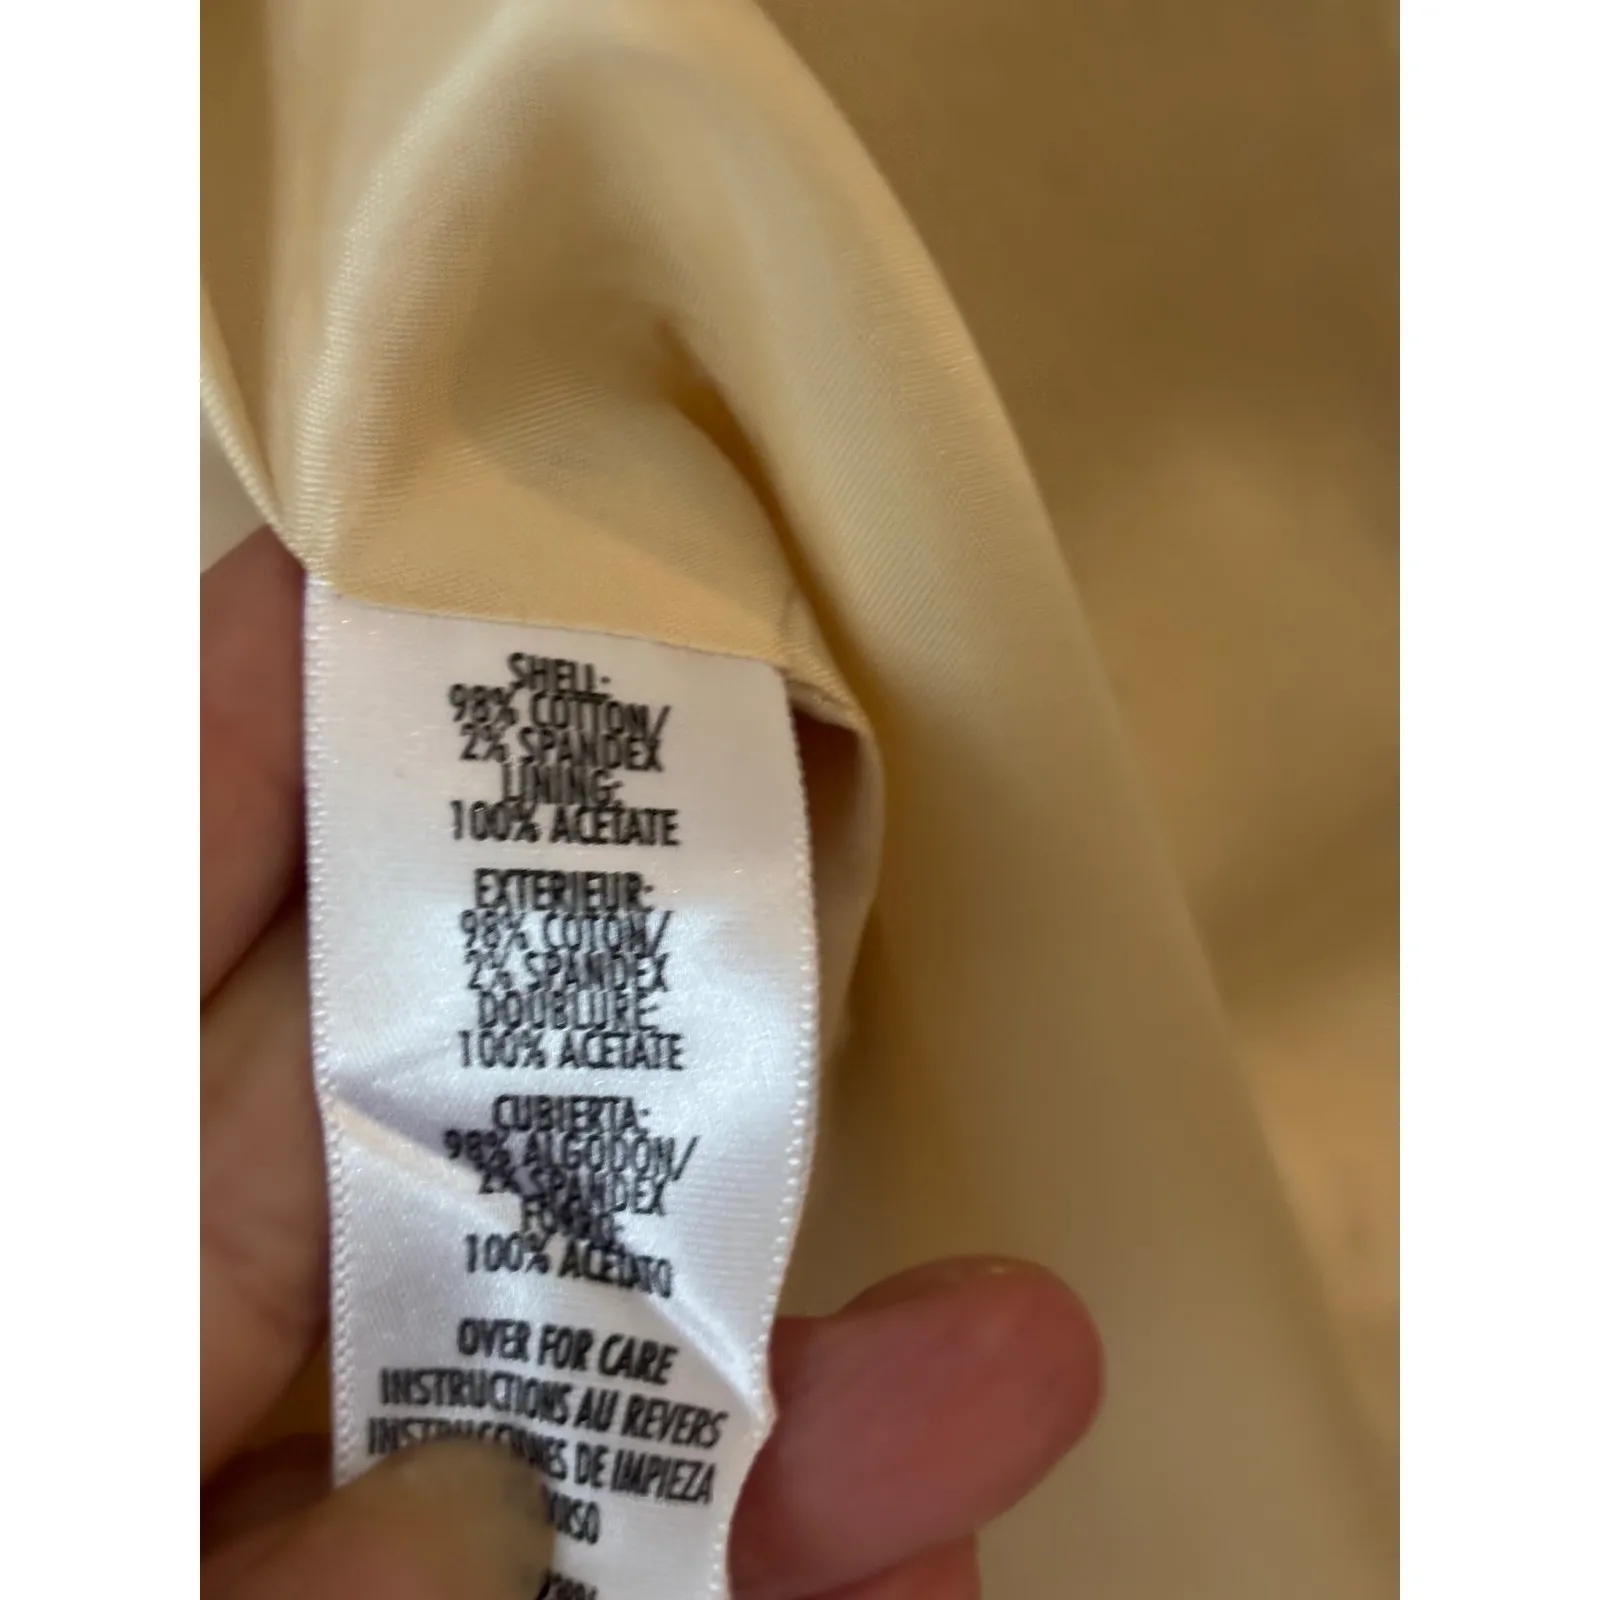 SHELL:
98% COTTON/
2% SPANDEX
LINING:
100% ACETATE
EXTERIEUR:
98% COTON/
2% SPANDEX
DOUBLURE:
100% ACETATE
CUBIERTA:
98% ALGODON/
2% SPANDEX
100% ACETATO
OVER FOR CARE
INSTRUCTIONS AU REVERS
INSTRUCCIONES DE LIMPIEZA